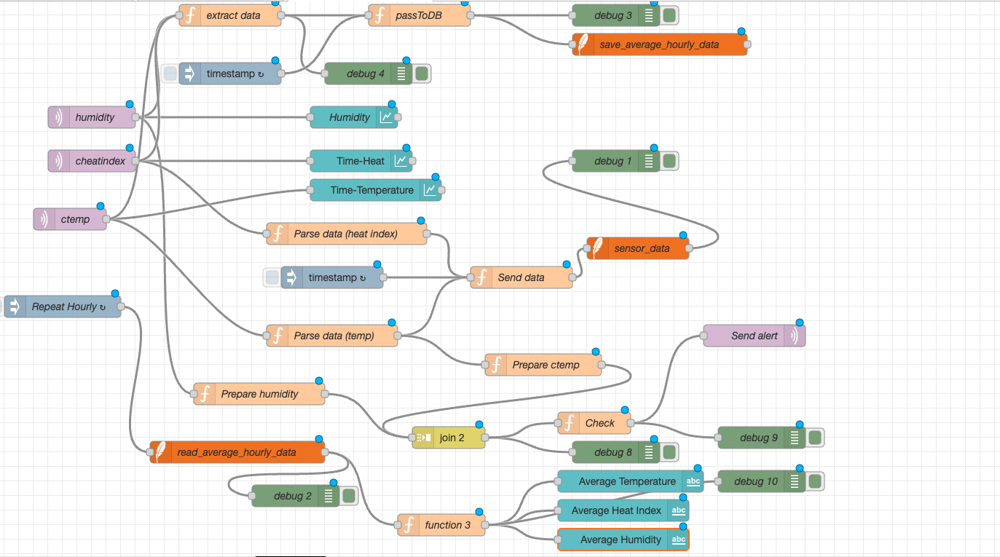 extract data
passToDB
debug 3
save_average_hourly_data
timestamp ↻
debug 4
humidity
Humidity
cheatindex
Time-Heat
debug 1
Time-Temperature
ctemp
Parse data (heat index)
sensor_data
timestamp ↻
Send data
Repeat Hourly ↻
Parse data (temp)
Send alert
Prepare ctemp
Prepare humidity
Check
join 2
debug 9
read_average_hourly_data
debug 8
Average Temperature
abc
debug 10
debug 2
Average Heat Index
abc
function 3
Average Humidity
abc